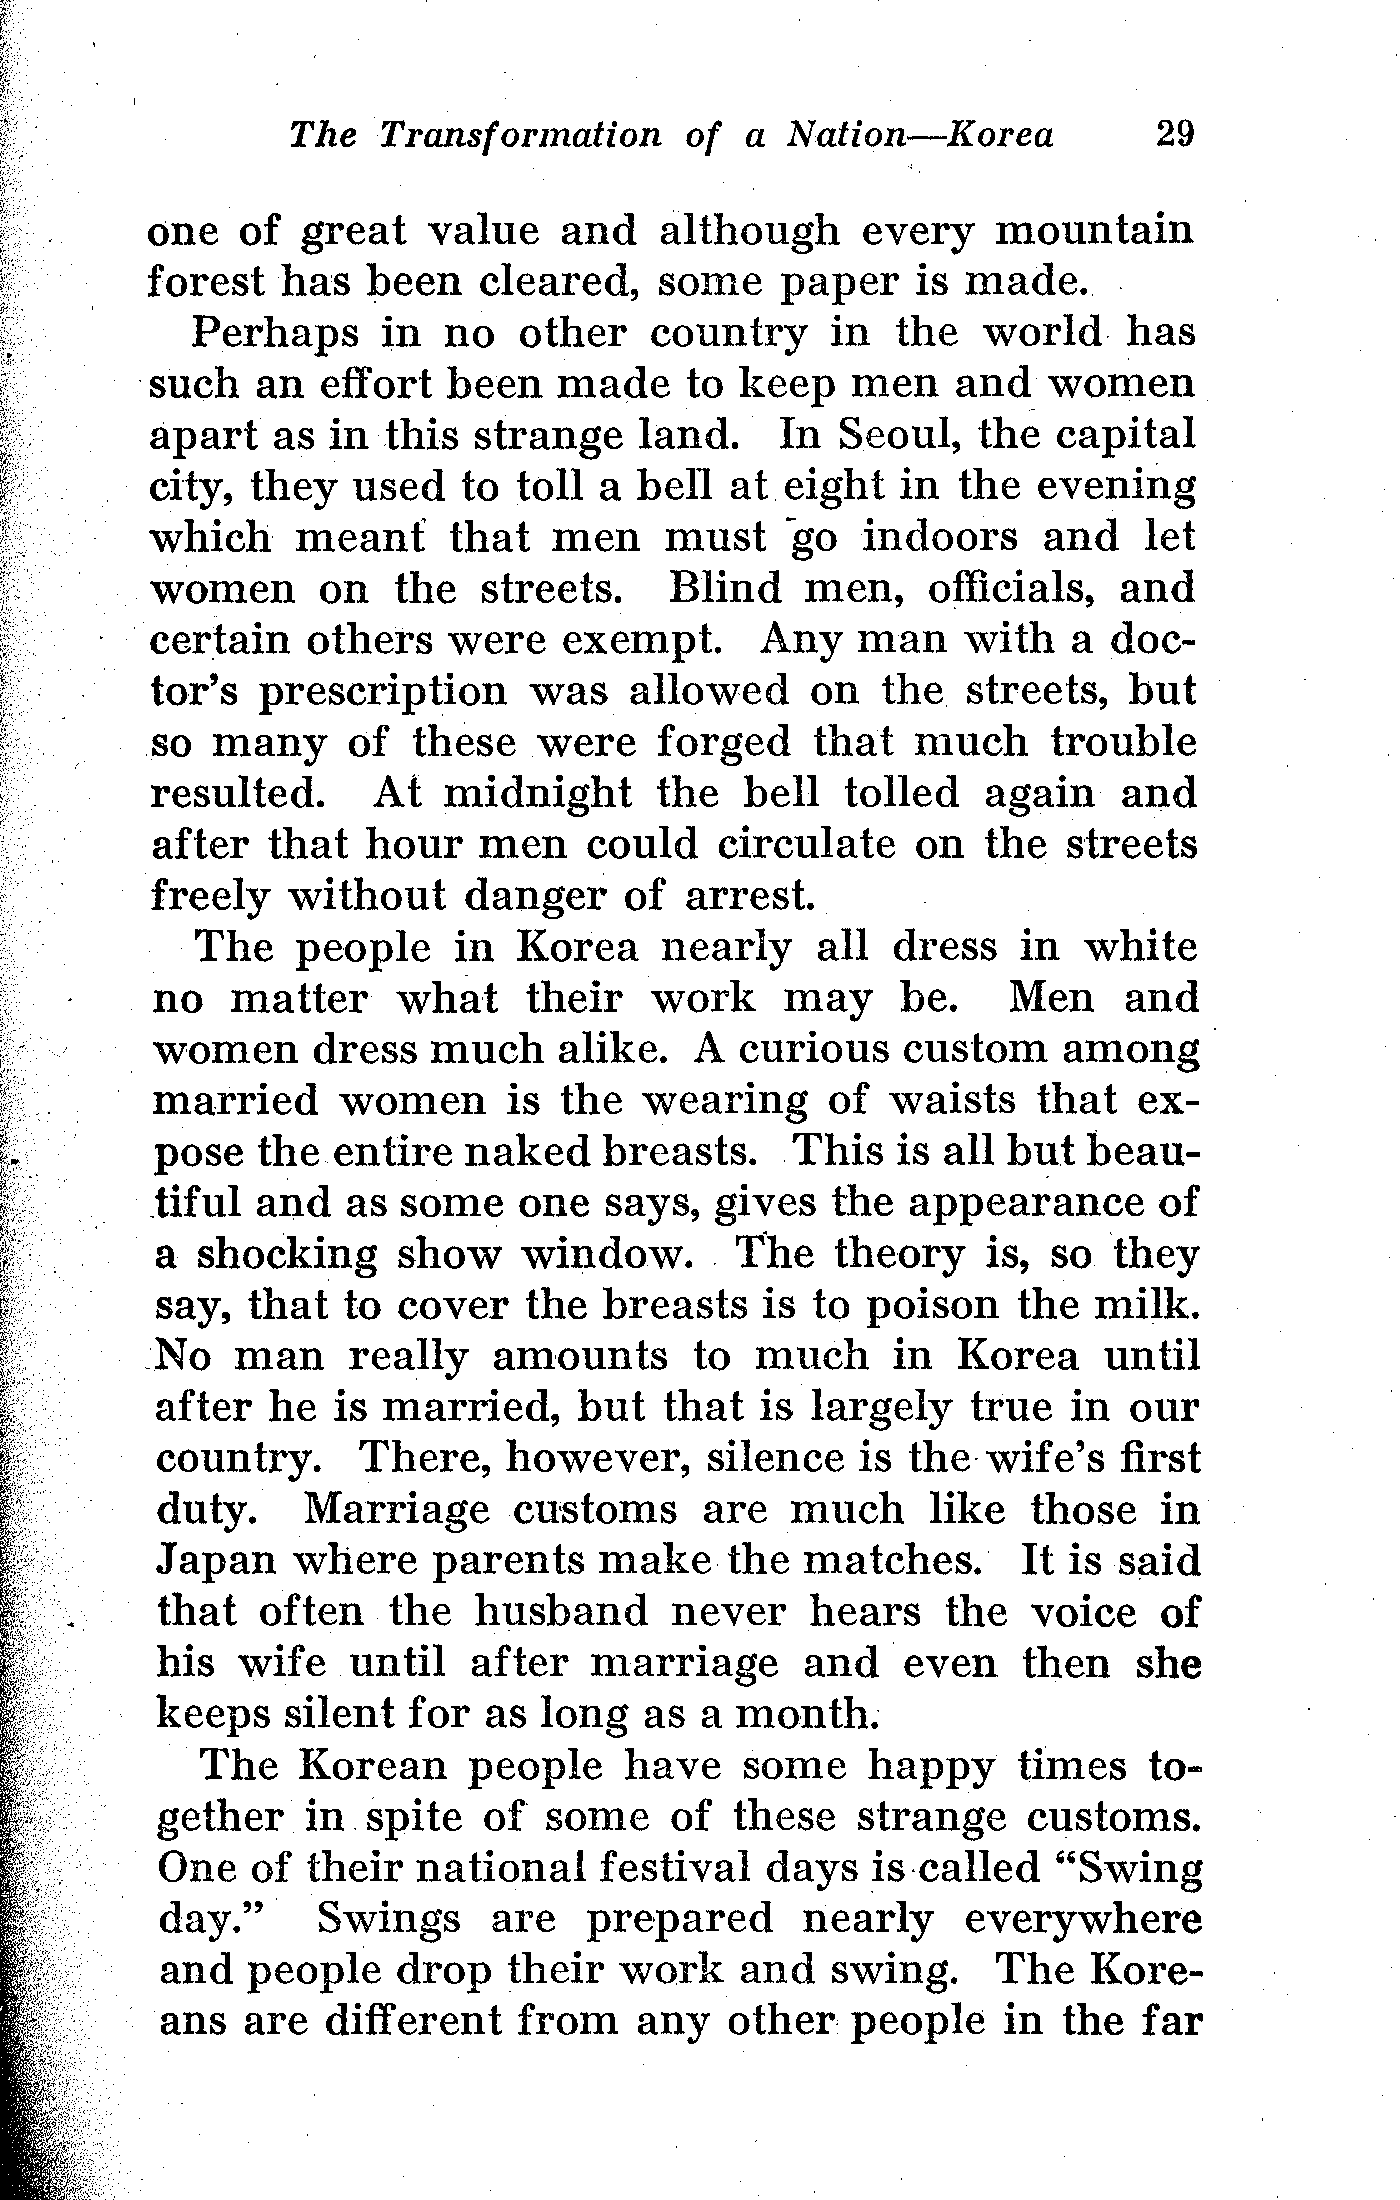 The Transformation of a Nation—Korea 29
one of great value and although every mountain
forest has been cleared, some paper is made.
Perhaps in no other country in the world has
such an effort been made to keep men and women
apart as in this strange land. In Seoul, the capital
city, they used to toll a bell at eight in the evening
which meant that men must go indoors and let
women on the streets. Blind men, officials, and
certain others were exempt. Any man with a doc-
tor's prescription was allowed on the streets, but
so many of these were forged that much trouble
resulted. At midnight the bell tolled again and
after that hour men could circulate on the streets
freely without danger of arrest.
The people in Korea nearly all dress in white
no matter what their work may be. Men and
women dress much alike. A curious custom among
married women is the wearing of waists that ex-
pose the entire naked breasts. This is all but beau-
tiful and as some one says, gives the appearance of
a shocking show window. The theory is, so they
say, that to cover the breasts is to poison the milk.
No man really amounts to much in Korea until
after he is married, but that is largely true in our
country. There, however, silence is the wife's first
duty. Marriage customs are much like those in
Japan where parents make the matches. It is said
that often the husband never hears the voice of
his wife until after marriage and even then she
keeps silent for as long as a month.
The Korean people have some happy times to-
gether in spite of some of these strange customs.
One of their national festival days is called "Swing
day." Swings are prepared nearly everywhere
and people drop their work and swing. The Kore-
ans are different from any other people in the far